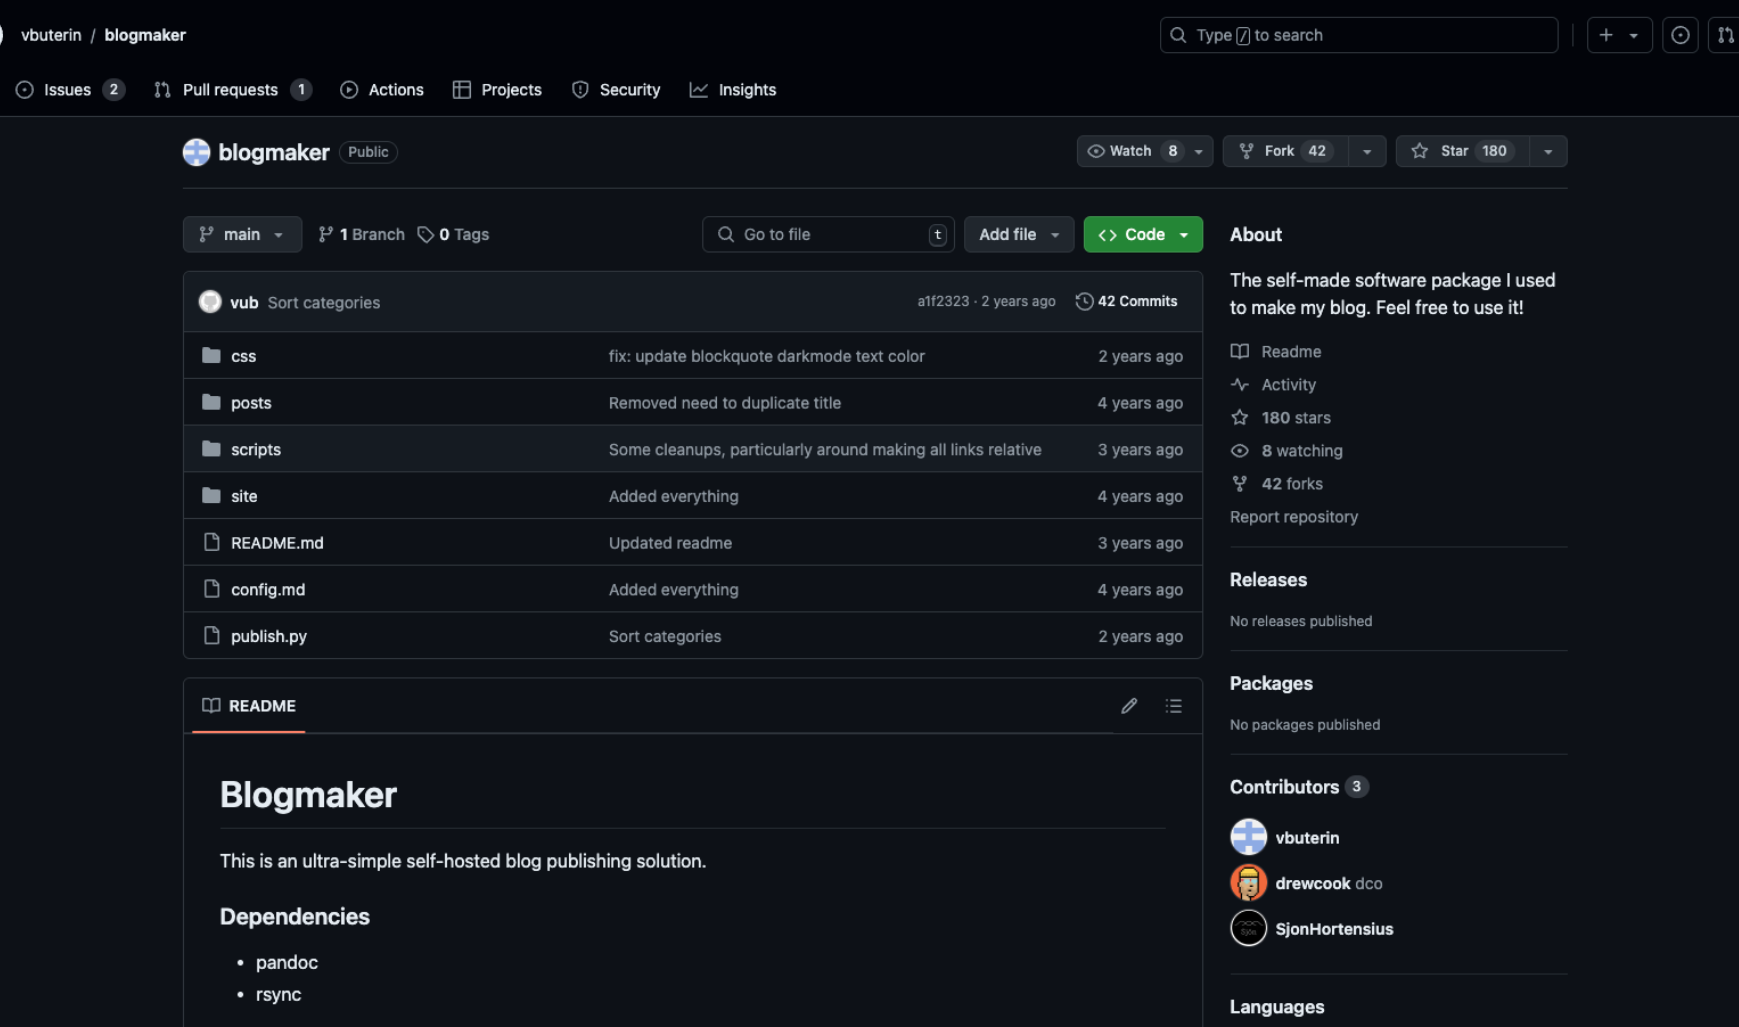 vbuterin / blogmaker
Type / to search
Issues 2 Pull requests 1 Actions Projects Security Insights
blogmaker Public
Watch 8 Fork 42 Star 180
main 1 Branch 0 Tags Go to file t Add file Code
vub Sort categories a1f2323 · 2 years ago 42 Commits
css fix: update blockquote darkmode text color 2 years ago
posts Removed need to duplicate title 4 years ago
scripts Some cleanups, particularly around making all links relative 3 years ago
site Added everything 4 years ago
README.md Updated readme 3 years ago
config.md Added everything 4 years ago
publish.py Sort categories 2 years ago
README
Blogmaker
This is an ultra-simple self-hosted blog publishing solution.
Dependencies
• pandoc
• rsync
About
The self-made software package I used
to make my blog. Feel free to use it!
Readme
Activity
180 stars
8 watching
42 forks
Report repository
Releases
No releases published
Packages
No packages published
Contributors 3
vbuterin
drewcook dco
SjonHortensius
Languages